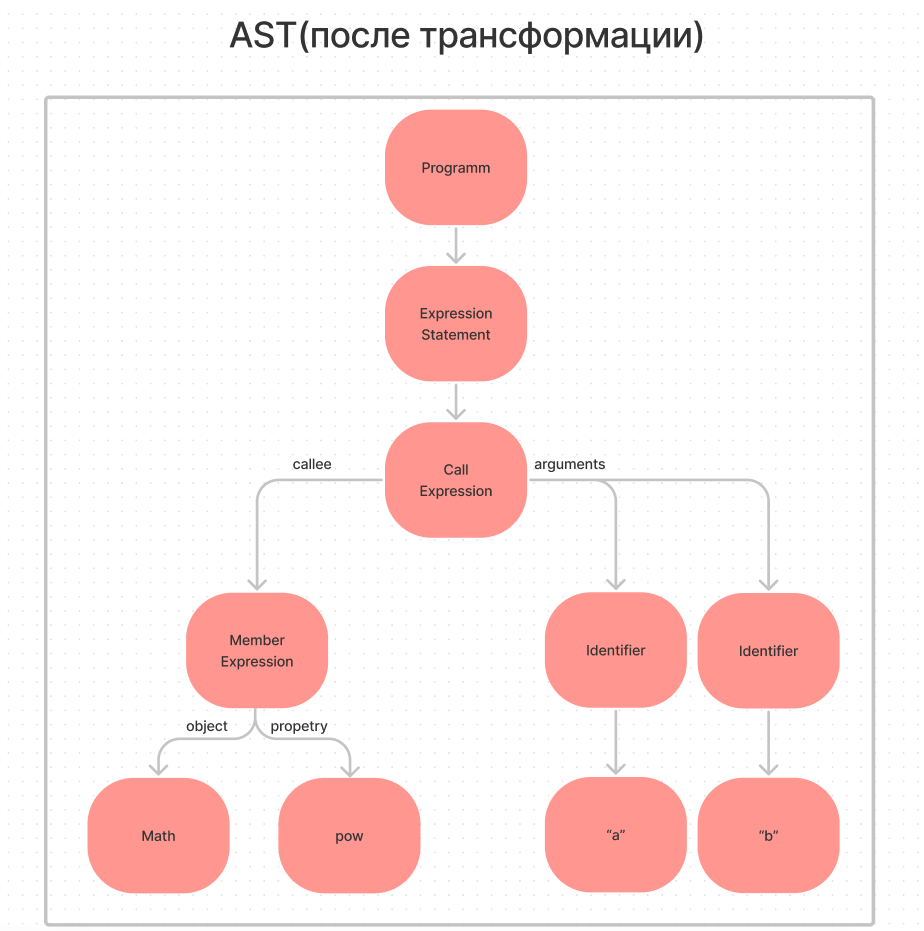 AST(после трансформации)
Programm
Expression
Statement
callee
Call
Expression
arguments
Member
Expression
Identifier
Identifier
object
propetry
Math
pow
“a”
“b”